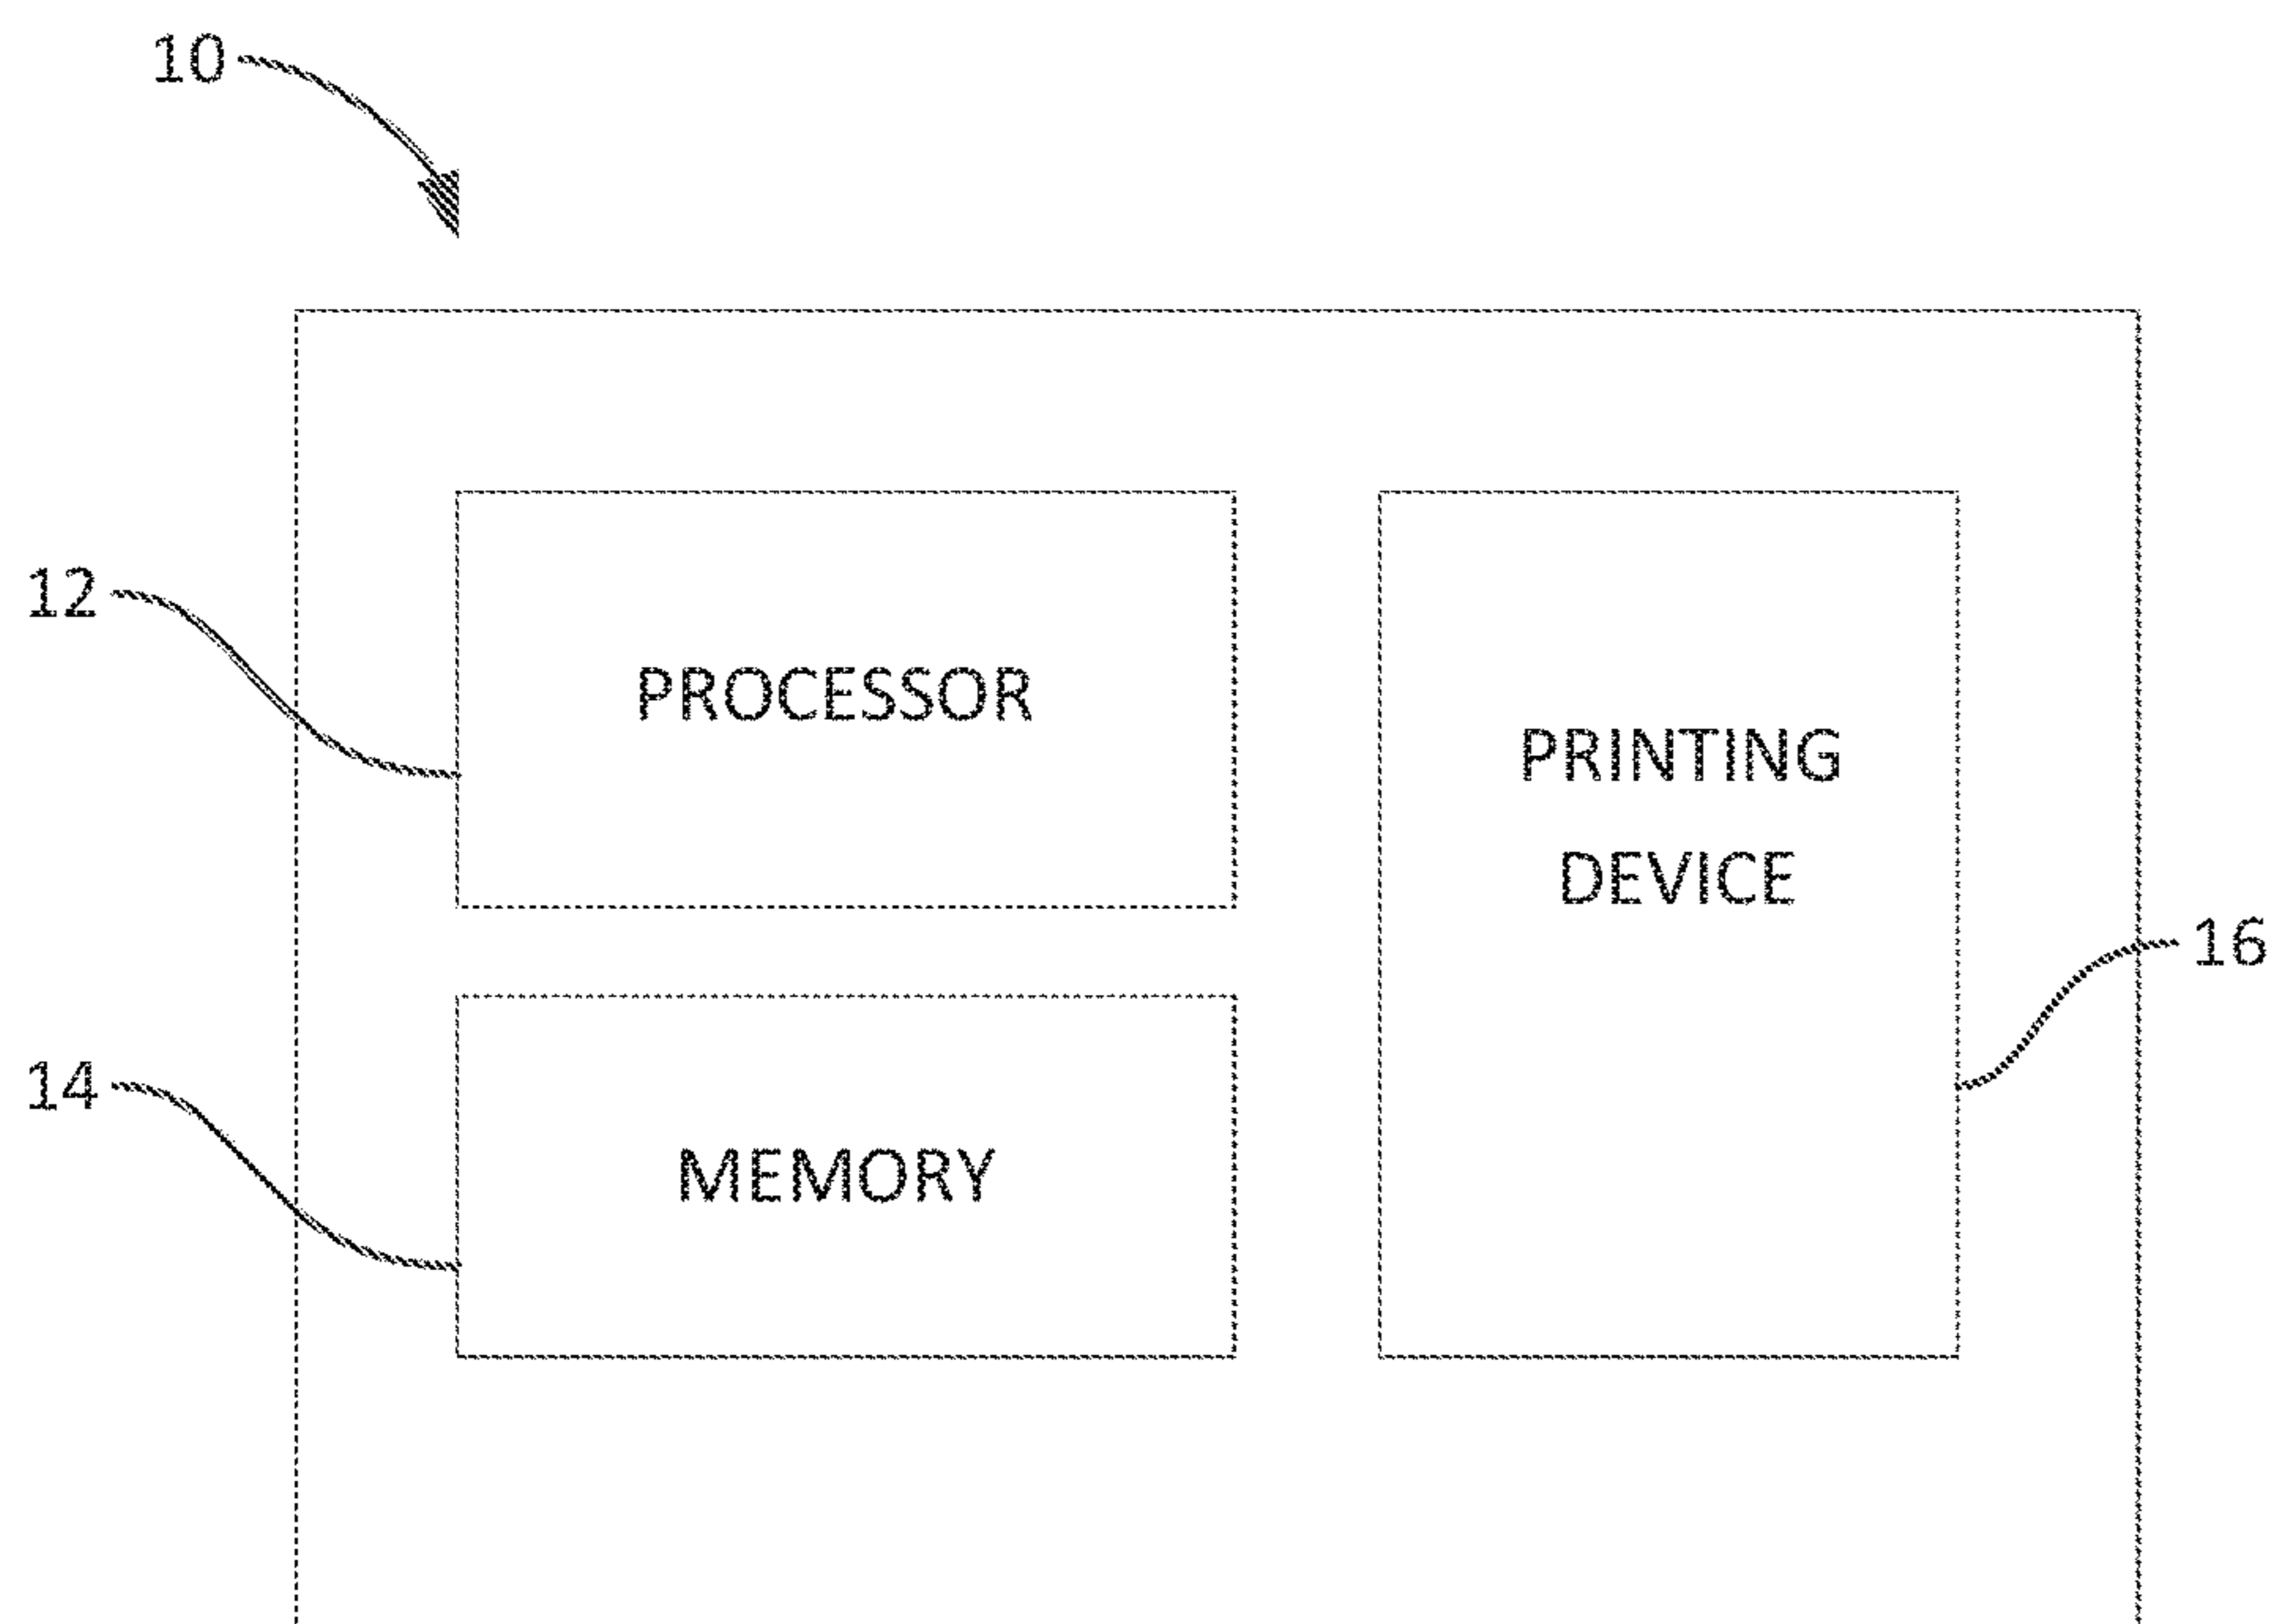 10
12
PROCESSOR
PRINTING
DEVICE
16
14
MEMORY